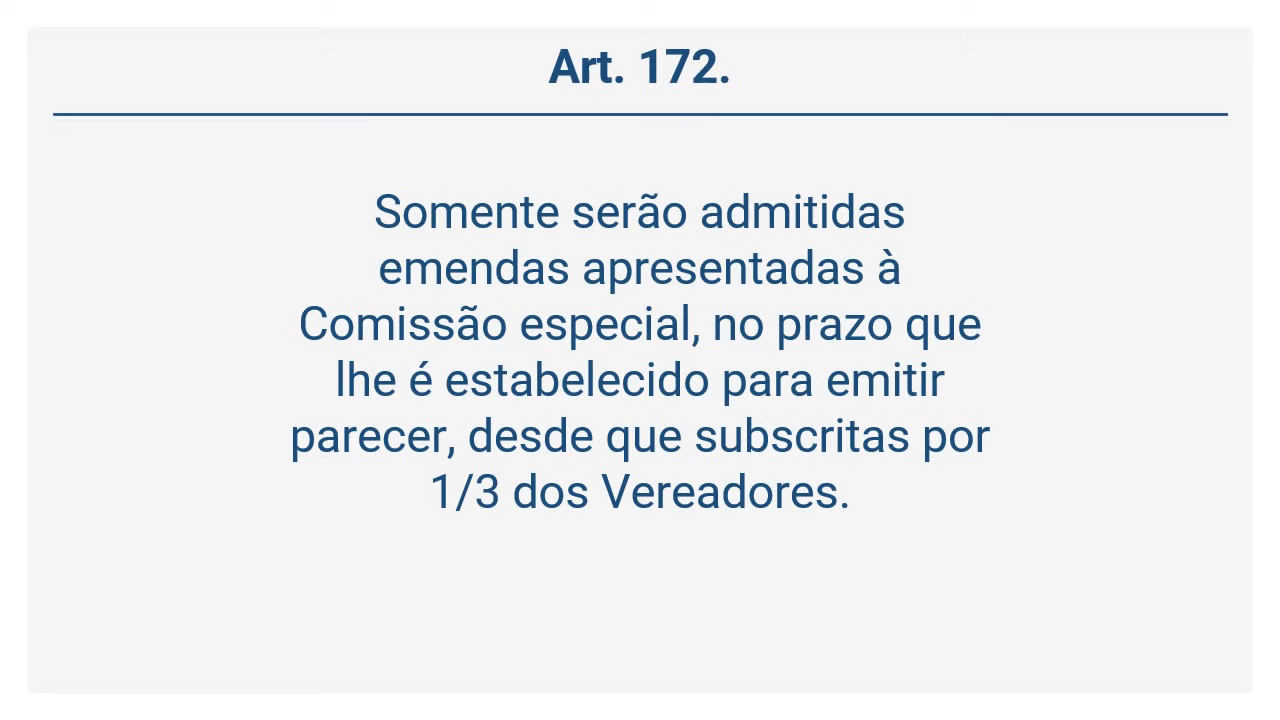 Art. 172.
Somente serão admitidas
emendas apresentadas à
Comissão especial, no prazo que
lhe é estabelecido para emitir
parecer, desde que subscritas por
1/3 dos Vereadores.